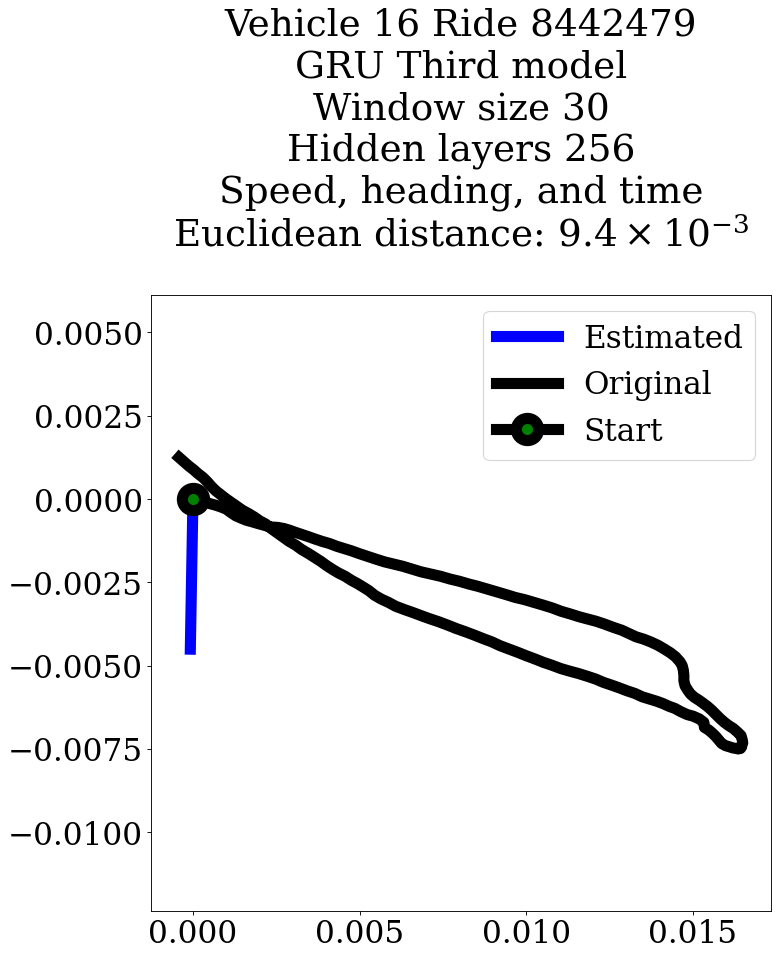 Vehicle 16 Ride 8442479
GRU Third model
Window size 30
Hidden layers 256
Speed, heading, and time
Euclidean distance: 9.4 × 10⁻³
Estimated
Original
Start
0.0050
0.0025
0.0000
−0.0025
−0.0050
−0.0075
−0.0100
0.000 0.005 0.010 0.015